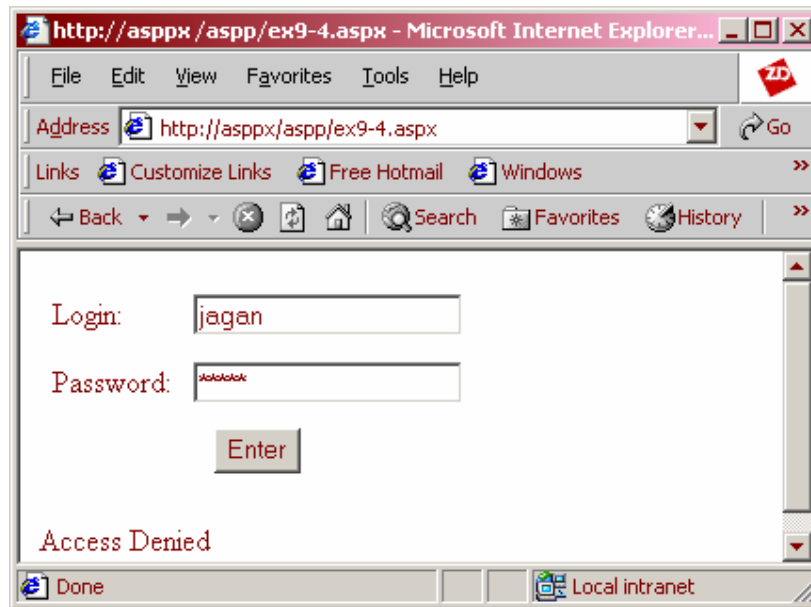 http://asppx /aspp/ex9-4.aspx - Microsoft Internet Explorer...
File Edit View Favorites Tools Help
ZD
Address http://asppx/aspp/ex9-4.aspx Go
Links Customize Links Free Hotmail Windows »
Back Search Favorites History »
Login: jagan
Password: ******
Enter
Access Denied
Done Local intranet